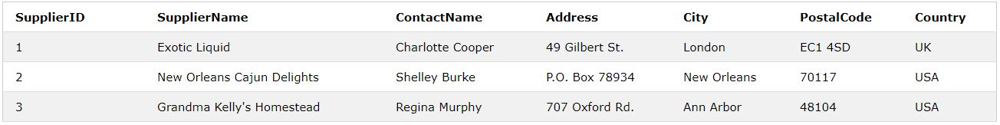 SupplierID SupplierName ContactName Address City PostalCode Country
1 Exotic Liquid Charlotte Cooper 49 Gilbert St. London EC1 4SD UK
2 New Orleans Cajun Delights Shelley Burke P.O. Box 78934 New Orleans 70117 USA
3 Grandma Kelly's Homestead Regina Murphy 707 Oxford Rd. Ann Arbor 48104 USA